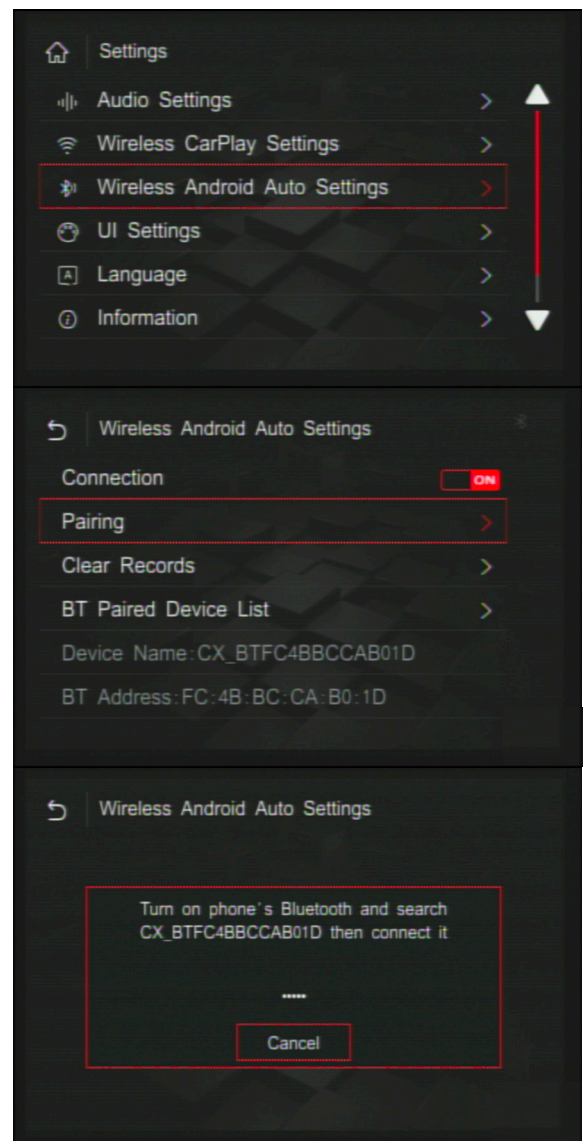 Settings
Audio Settings
Wireless CarPlay Settings
Wireless Android Auto Settings
UI Settings
A Language
i Information
Wireless Android Auto Settings
Connection ON
Pairing
Clear Records
BT Paired Device List
Device Name:CX_BTFC4BBCCAB01D
BT Address:FC:4B:BC:CA:B0:1D
Wireless Android Auto Settings
Turn on phone's Bluetooth and search
CX_BTFC4BBCCAB01D then connect it
.....
Cancel